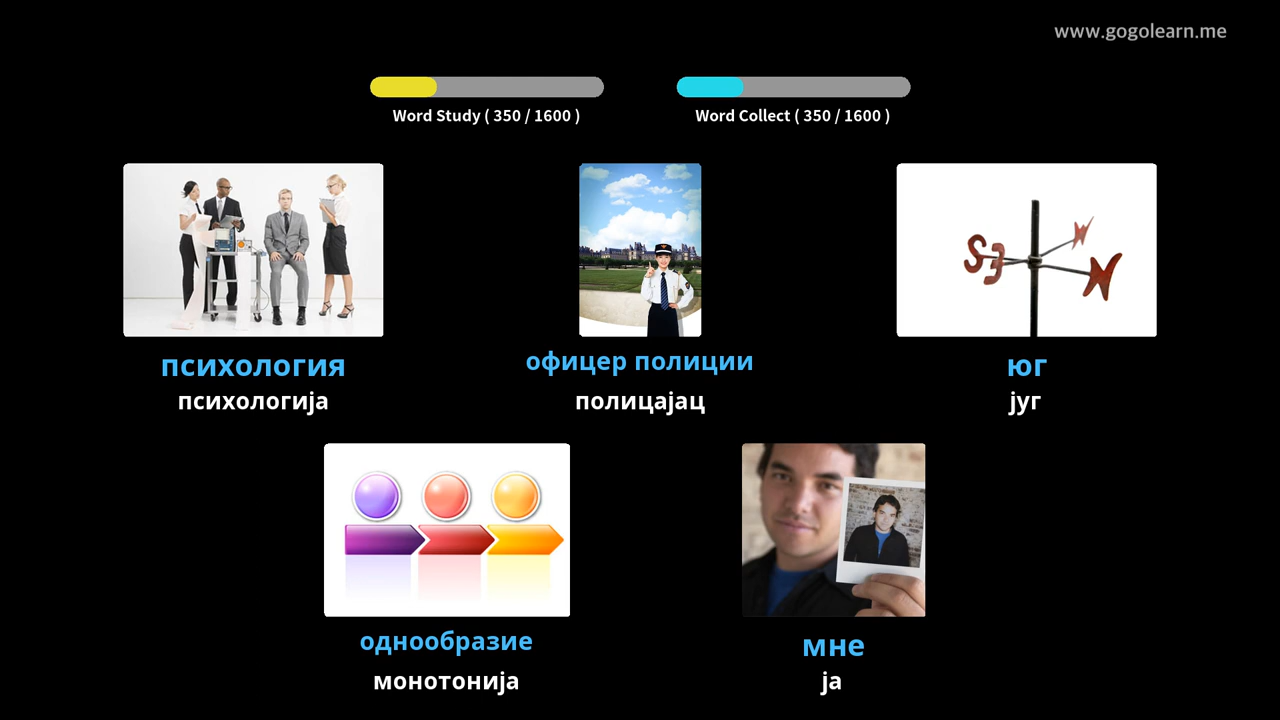 www.gogolearn.me
Word Study ( 350 / 1600 )
Word Collect ( 350 / 1600 )
психология
психологија
офицер полиции
полицајац
юг
југ
однообразие
монотонија
мне
ја